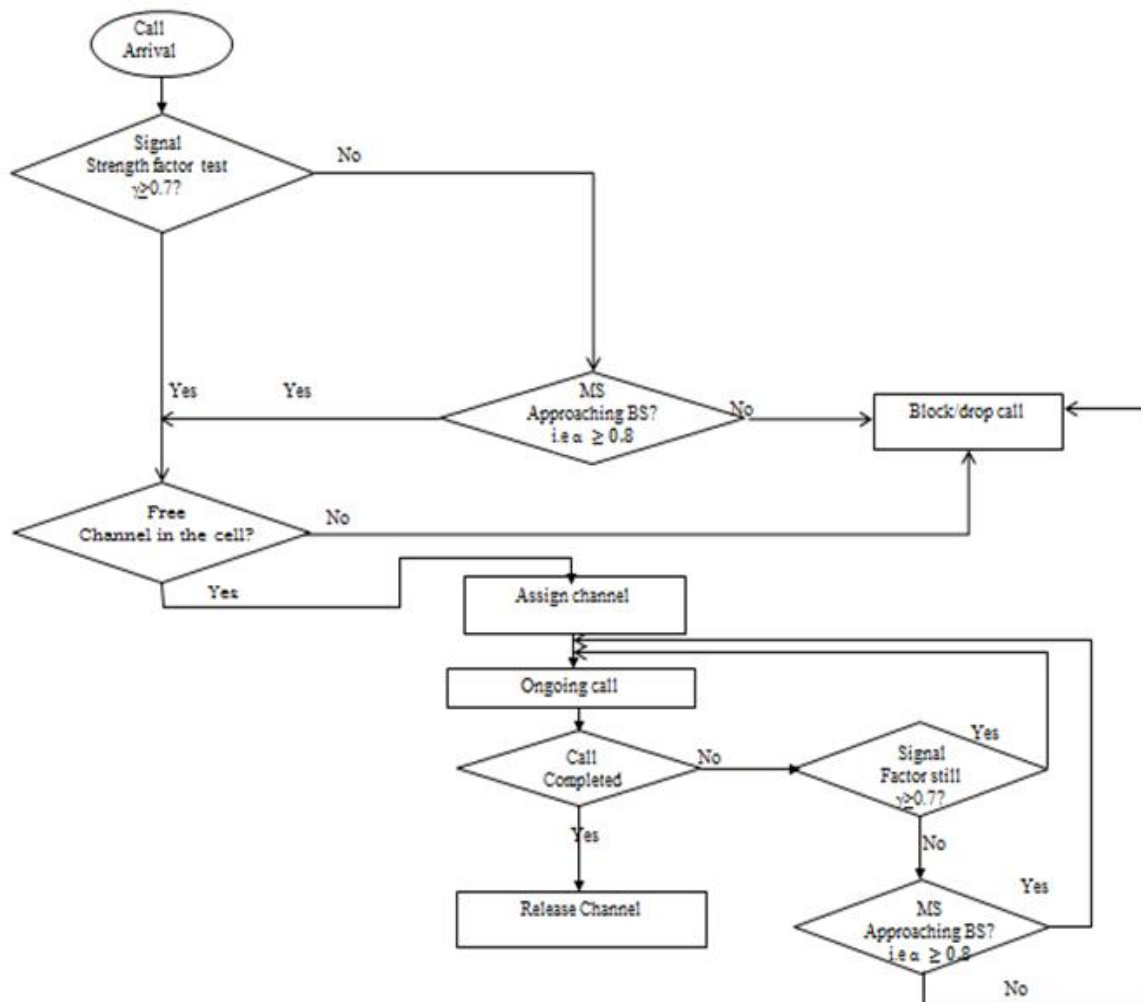 Call
Arrival
Signal
Strength factor test
γ≥0.7?
No
Yes
Yes
MS
Approaching BS?
i.e α ≥ 0.8
No
Block/drop call
Free
Channel in the cell?
No
Yes
Assign channel
Ongoing call
Call
Completed
No
Signal
Factor still
γ≥0.7?
Yes
Yes
No
Release Channel
MS
Approaching BS?
i.e α ≥ 0.8
Yes
No